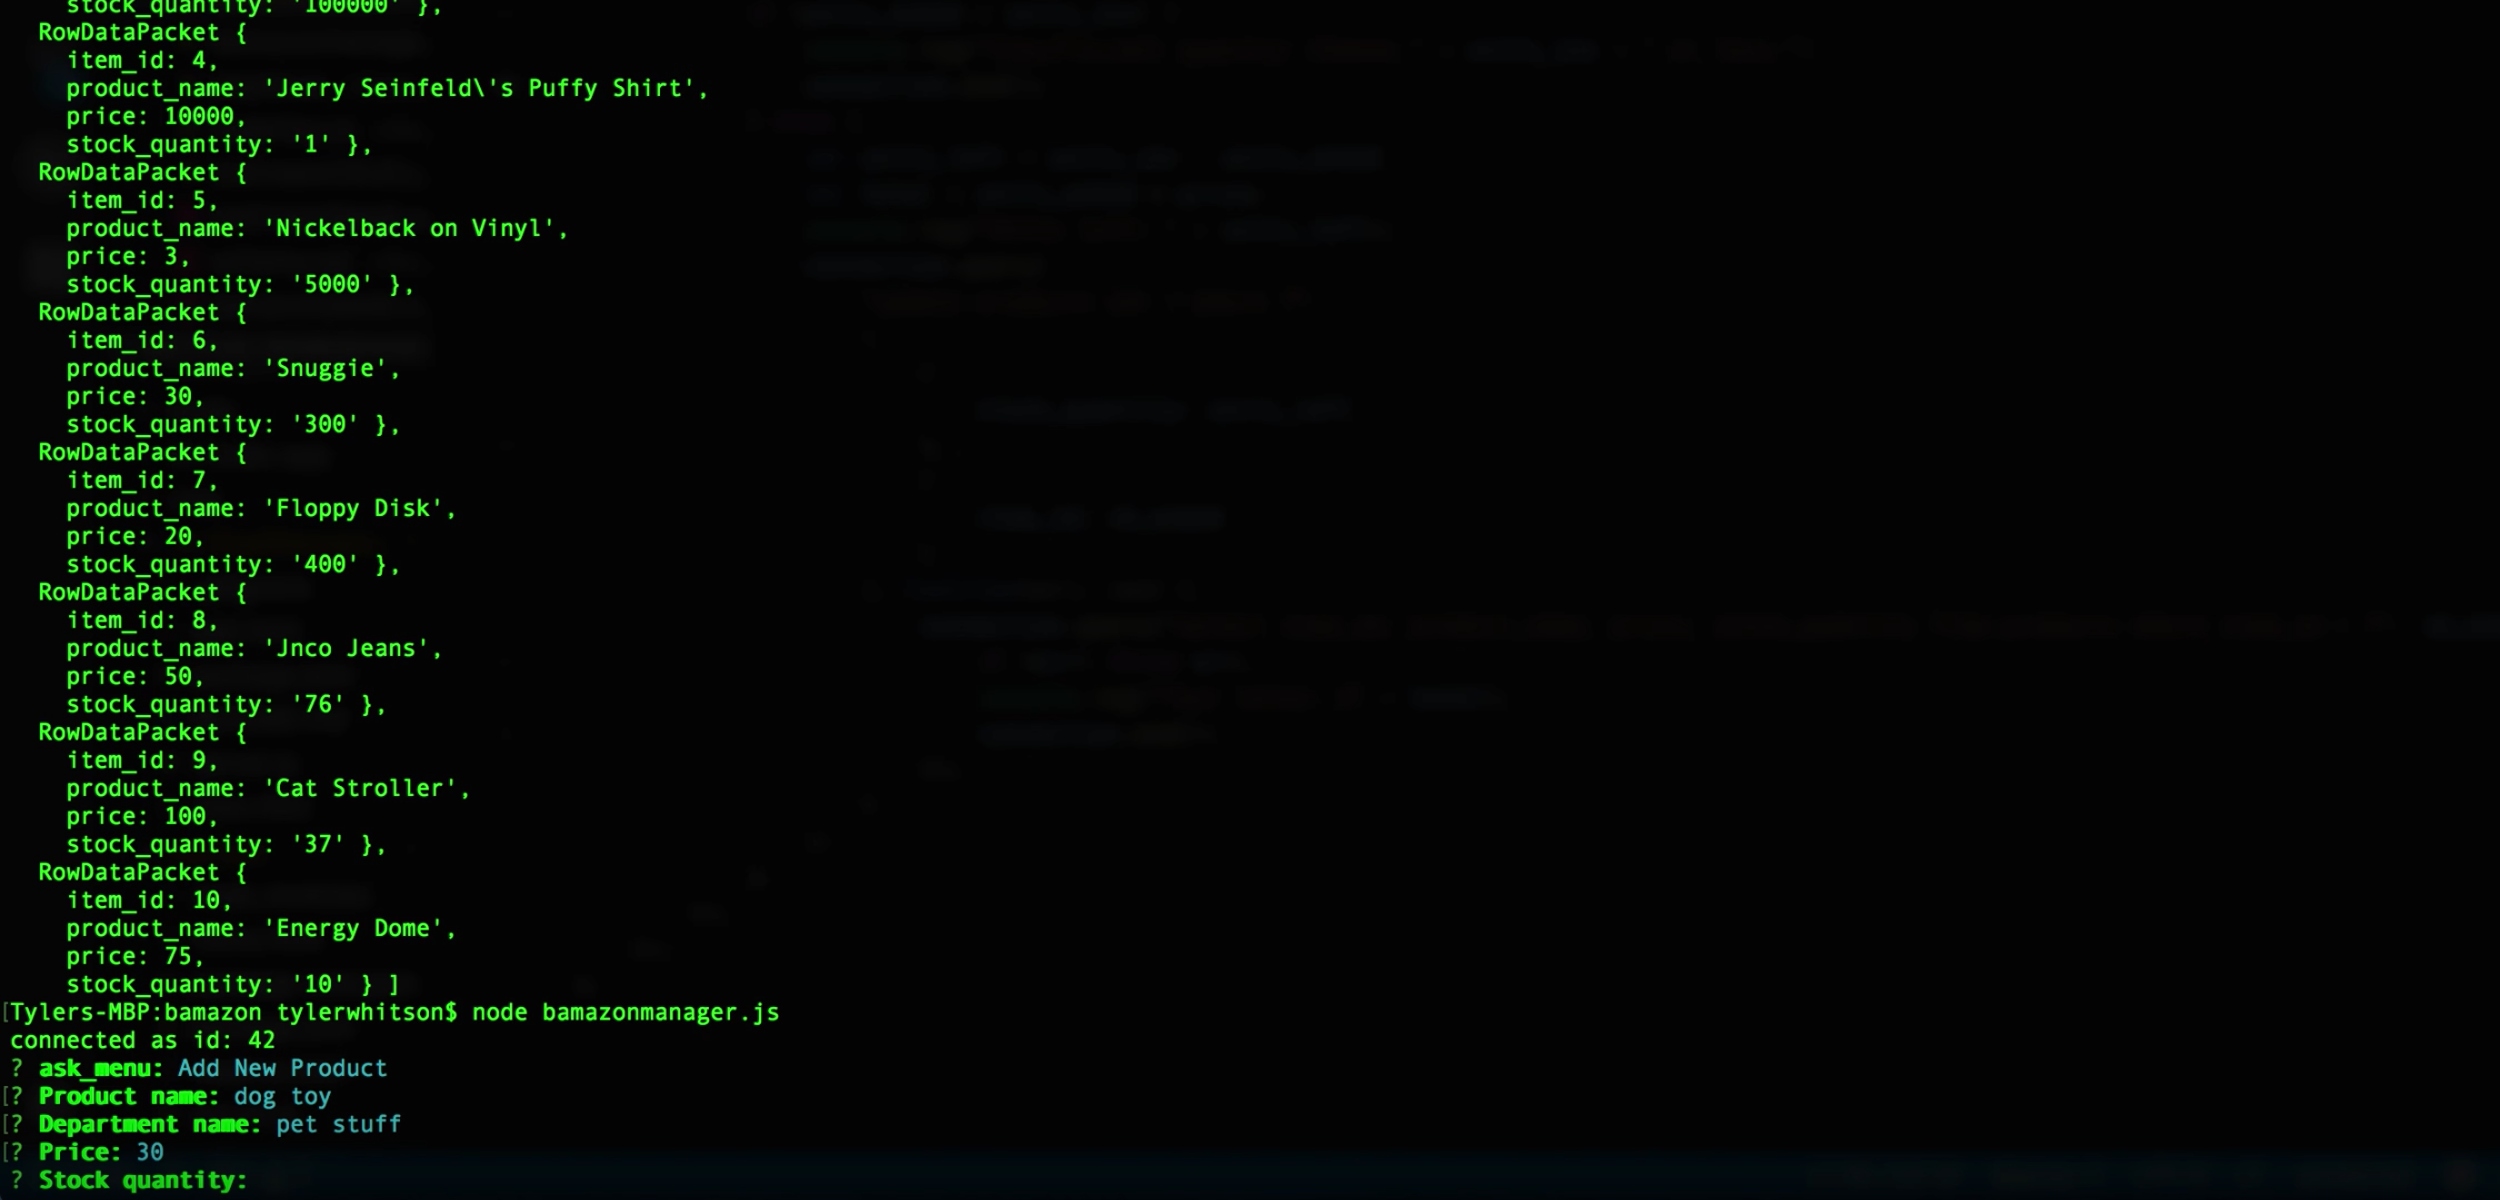 stock_quantity: '100000' },
RowDataPacket {
item_id: 4,
product_name: 'Jerry Seinfeld\'s Puffy Shirt',
price: 10000,
stock_quantity: '1' },
RowDataPacket {
item_id: 5,
product_name: 'Nickelback on Vinyl',
price: 3,
stock_quantity: '5000' },
RowDataPacket {
item_id: 6,
product_name: 'Snuggie',
price: 30,
stock_quantity: '300' },
RowDataPacket {
item_id: 7,
product_name: 'Floppy Disk',
price: 20,
stock_quantity: '400' },
RowDataPacket {
item_id: 8,
product_name: 'Jnco Jeans',
price: 50,
stock_quantity: '76' },
RowDataPacket {
item_id: 9,
product_name: 'Cat Stroller',
price: 100,
stock_quantity: '37' },
RowDataPacket {
item_id: 10,
product_name: 'Energy Dome',
price: 75,
stock_quantity: '10' } ]
[Tylers-MBP:bamazon tylerwhitson$ node bamazonmanager.js
connected as id: 42
? ask_menu: Add New Product
[? Product name: dog toy
[? Department name: pet stuff
[? Price: 30
? Stock quantity: